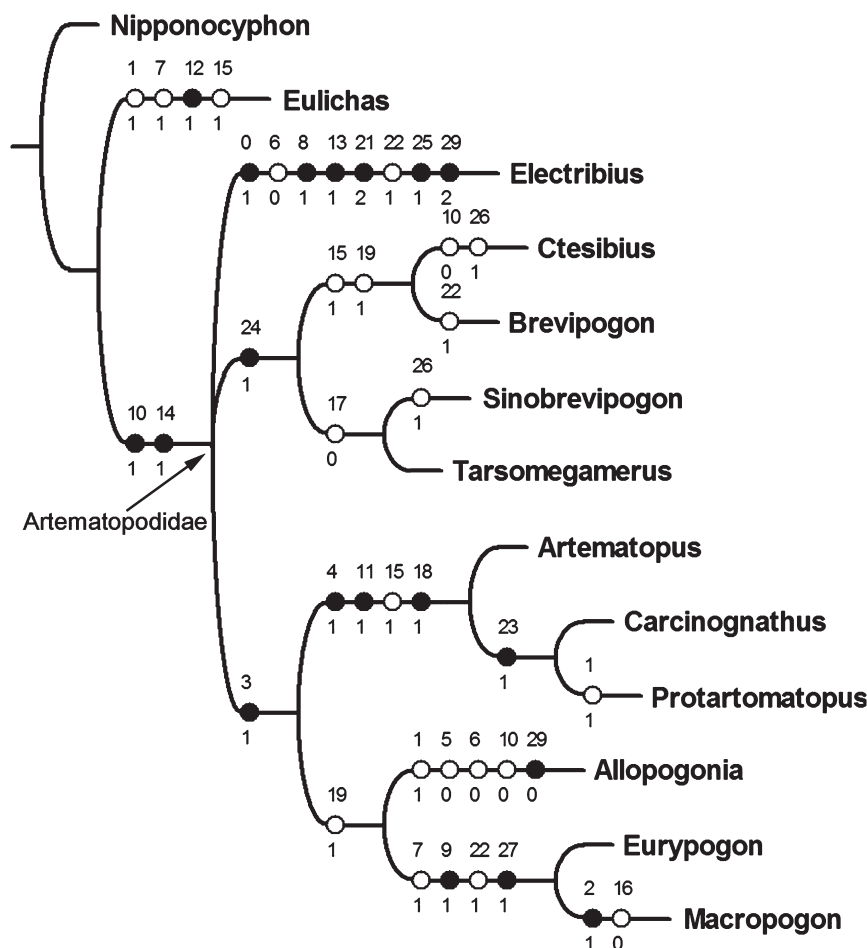 Nipponocyphon
1 7 12 15
Eulichas
1 1 1 1
0 6 8 13 21 22 25 29
Electribius
1 0 1 1 2 1 1 2
10 26
Ctesibius
0 1
15 19
1 1
22
Brevipogon
1
24
1
26
Sinobrevipogon
1
17
0
Tarsomegamerus
10 14
1 1
Artematopodidae
Artematopus
4 11 15 18
1 1 1 1
Carcinognathus
23
1
1
Protartomatopus
1
3
1
1 5 6 10 29
Allopogonia
1 0 0 0 0
19
1
Eurypogon
7 9 22 27
1 1 1 1
2 16
Macropogon
1 0